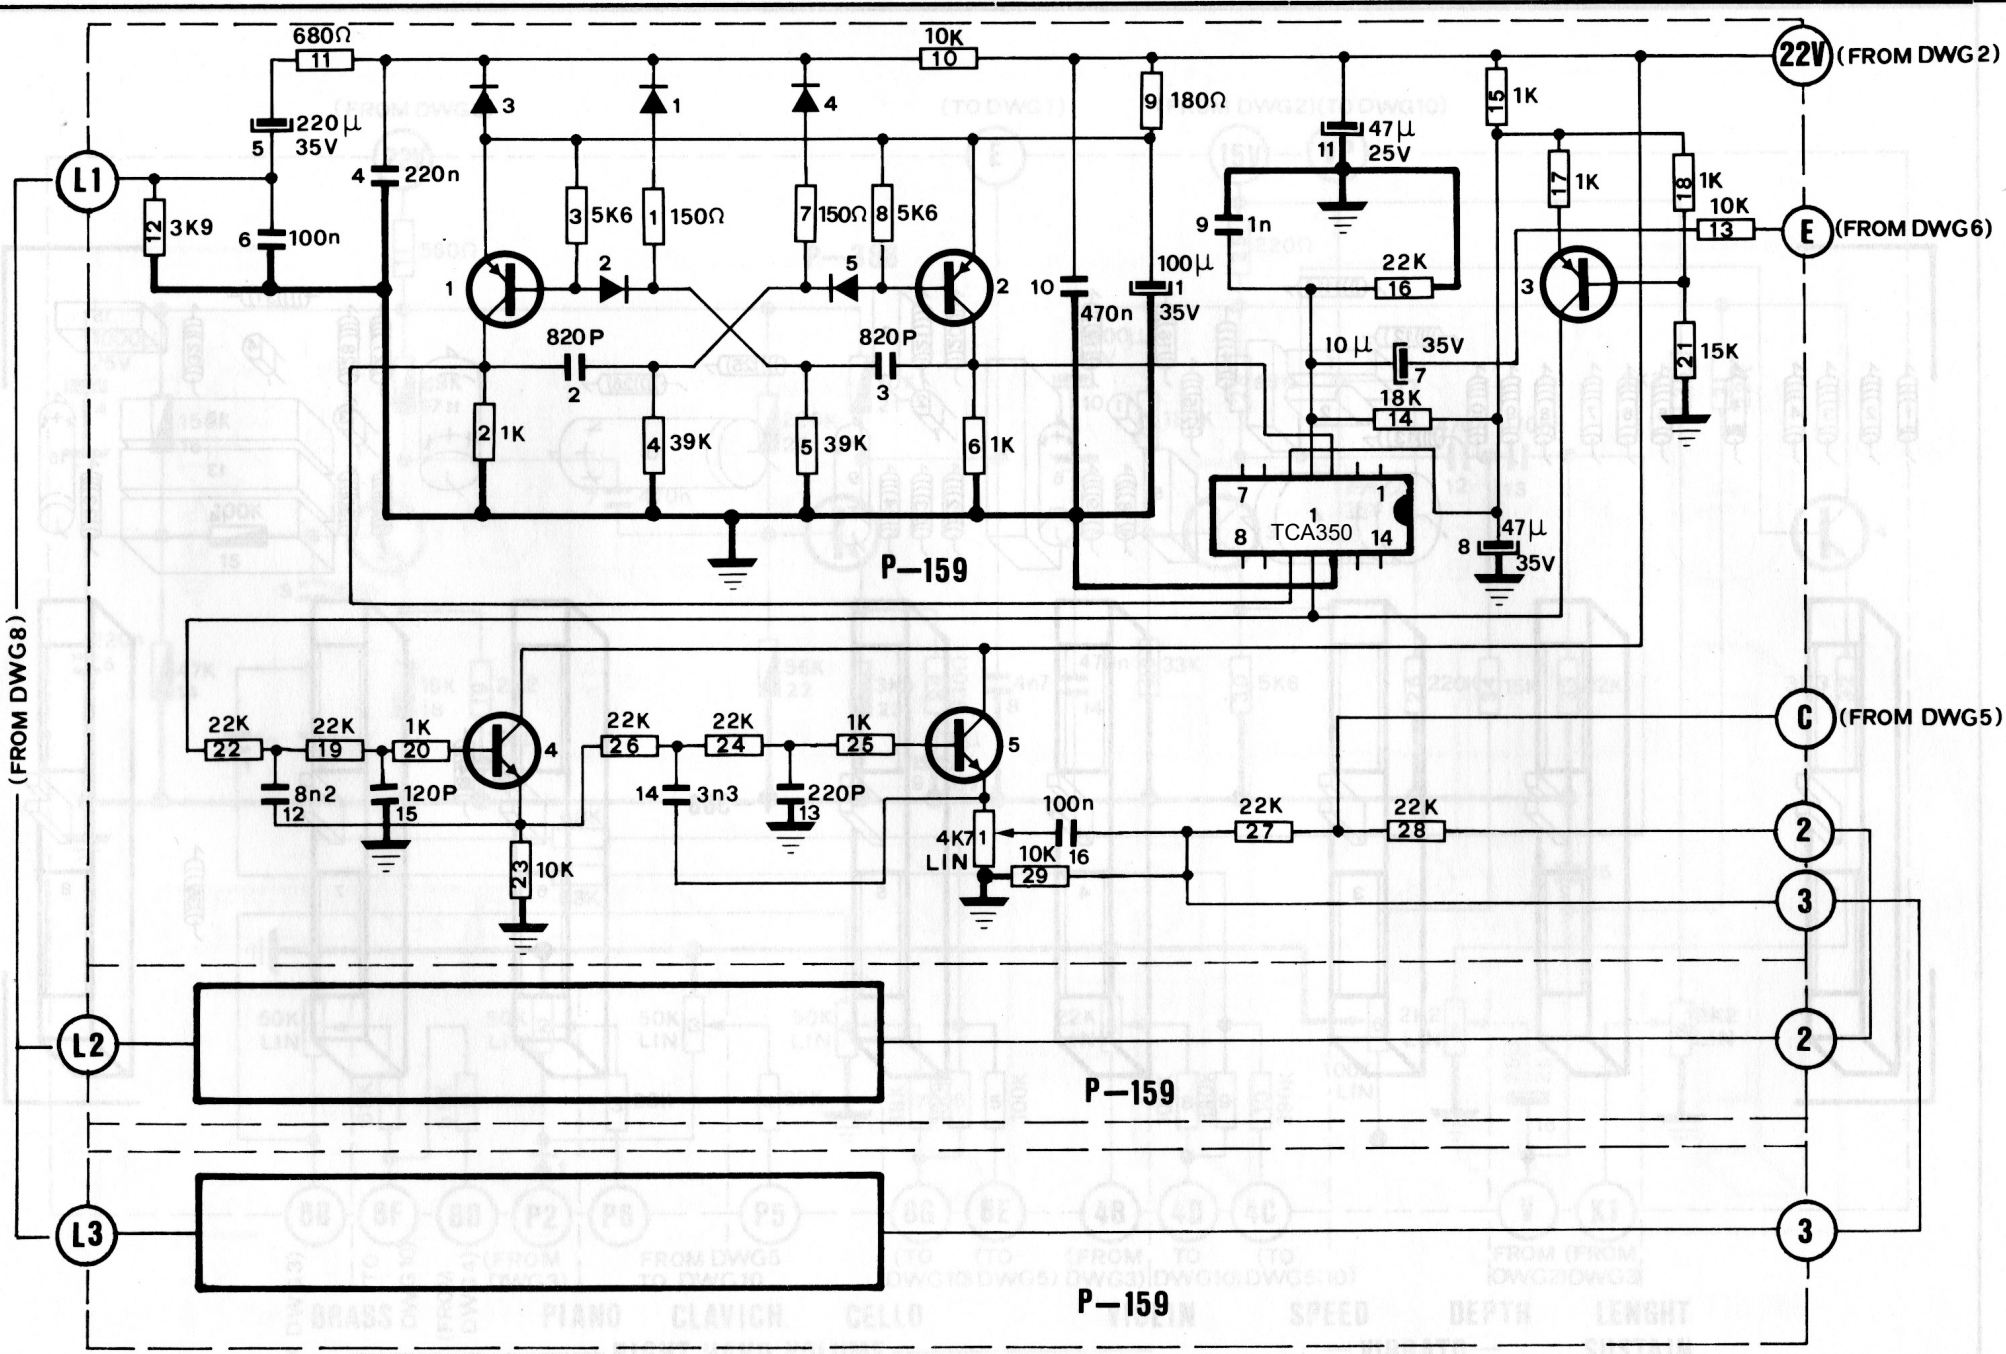 680Ω
11
10K
10
22V
(FROM DWG2)
3
1
4
9
180Ω
15
1K
220µ
5
35V
47µ
11
25V
L1
4
220n
12
3K9
6
100n
3
5K6
1
150Ω
7
150Ω
8
5K6
9
1n
17
1K
18
1K
10K
13
E
(FROM DWG6)
1
2
5
2
10
470n
100µ
1
35V
22K
16
3
820P
2
820P
3
10µ
35V
7
21
15K
2
1K
4
39K
5
39K
6
1K
18K
14
7
1
1
TCA350
8
14
47µ
8
35V
P–159
(FROM DWG8)
22K
22
22K
19
1K
20
4
22K
26
22K
24
1K
25
5
C
(FROM DWG5)
8n2
12
120P
15
14
3n3
220P
13
100n
16
4K7
1
LIN
10K
29
22K
27
22K
28
2
3
23
10K
L2
2
P–159
L3
3
P–159